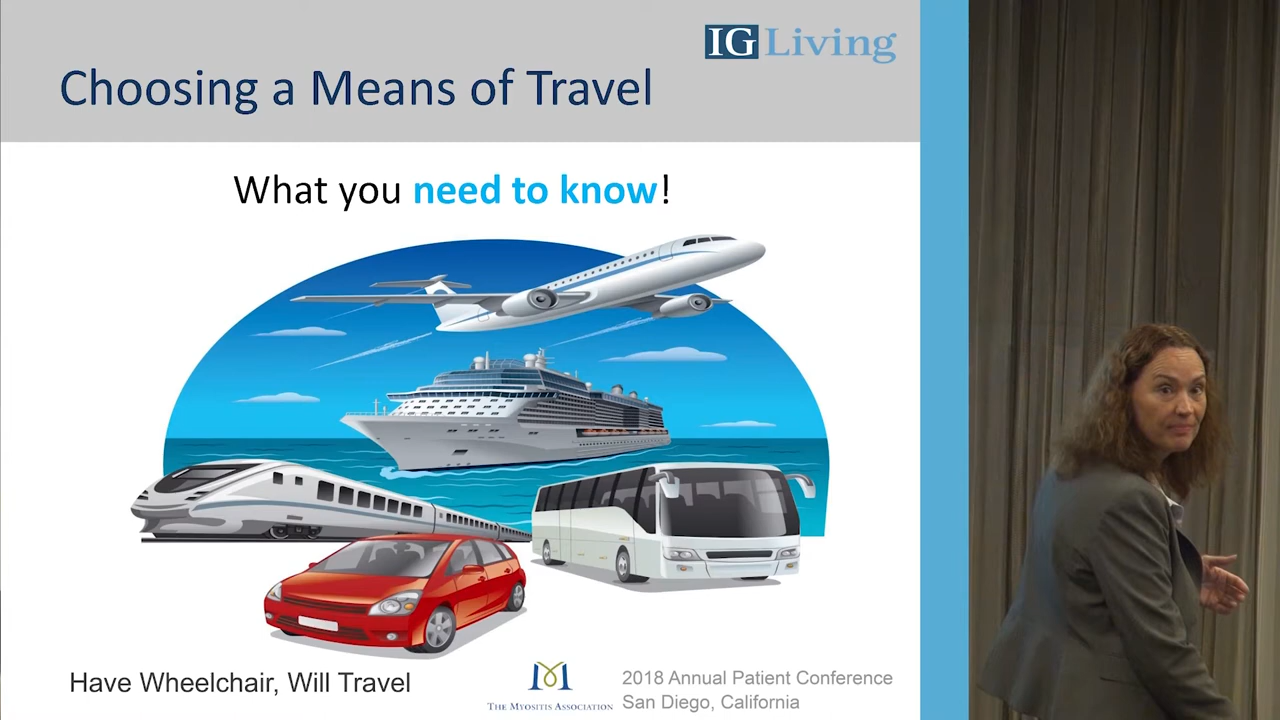 IG Living
Choosing a Means of Travel
What you need to know!
Have Wheelchair, Will Travel
THE MYOSITIS ASSOCIATION
2018 Annual Patient Conference
San Diego, California